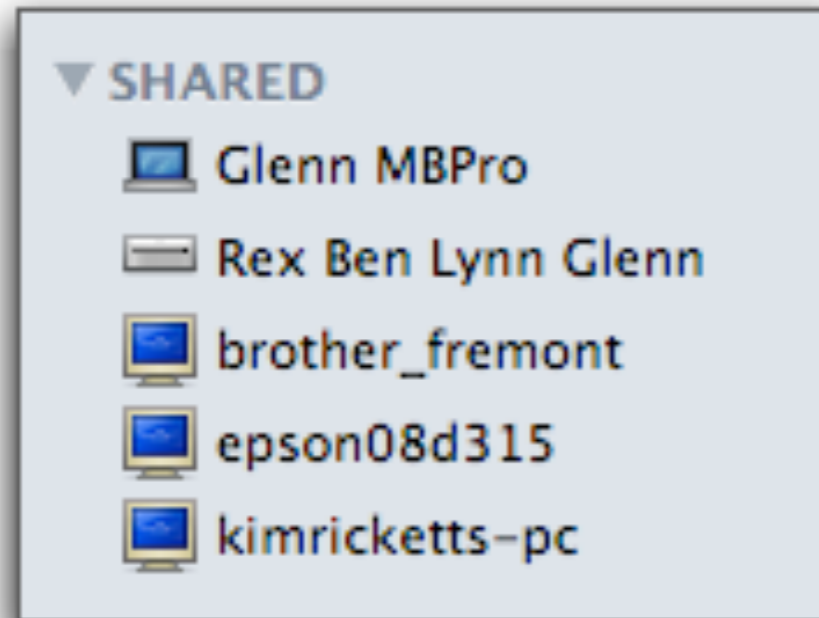 SHARED
Glenn MBPro
Rex Ben Lynn Glenn
brother_fremont
epson08d315
kimricketts-pc